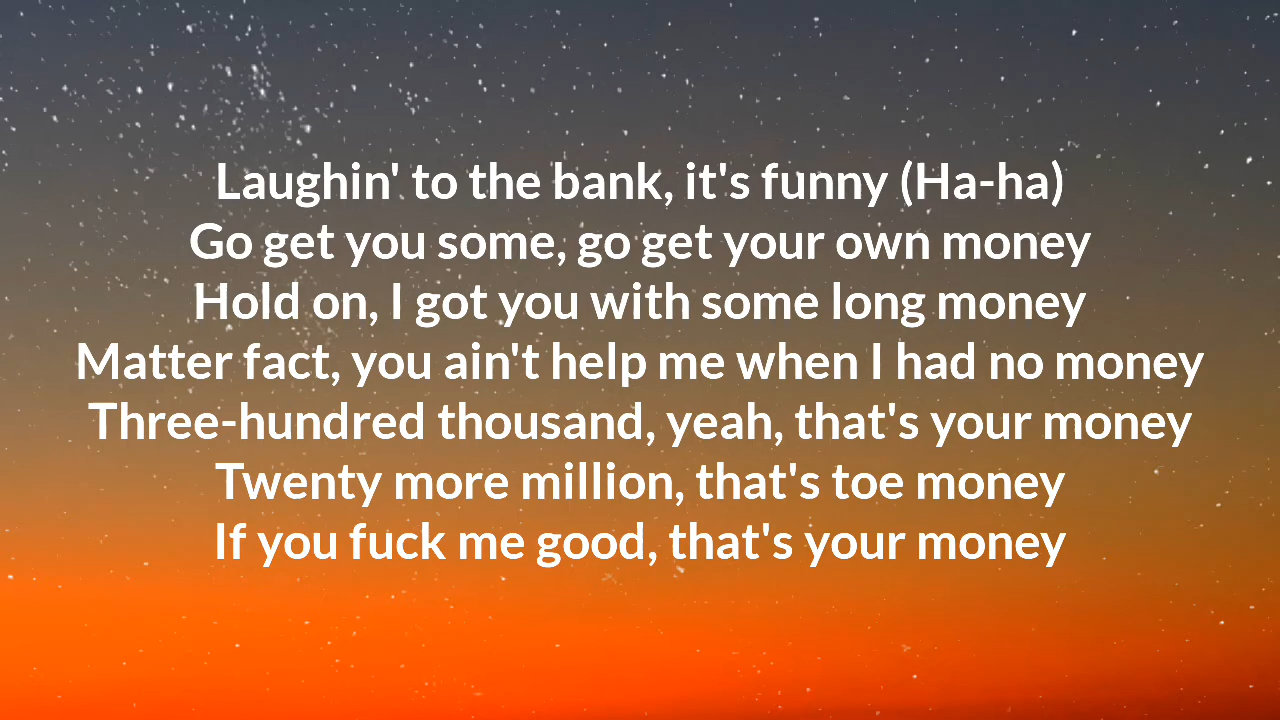 Laughin' to the bank, it's funny (Ha-ha)
Go get you some, go get your own money
Hold on, I got you with some long money
Matter fact, you ain't help me when I had no money
Three-hundred thousand, yeah, that's your money
Twenty more million, that's toe money
If you fuck me good, that's your money